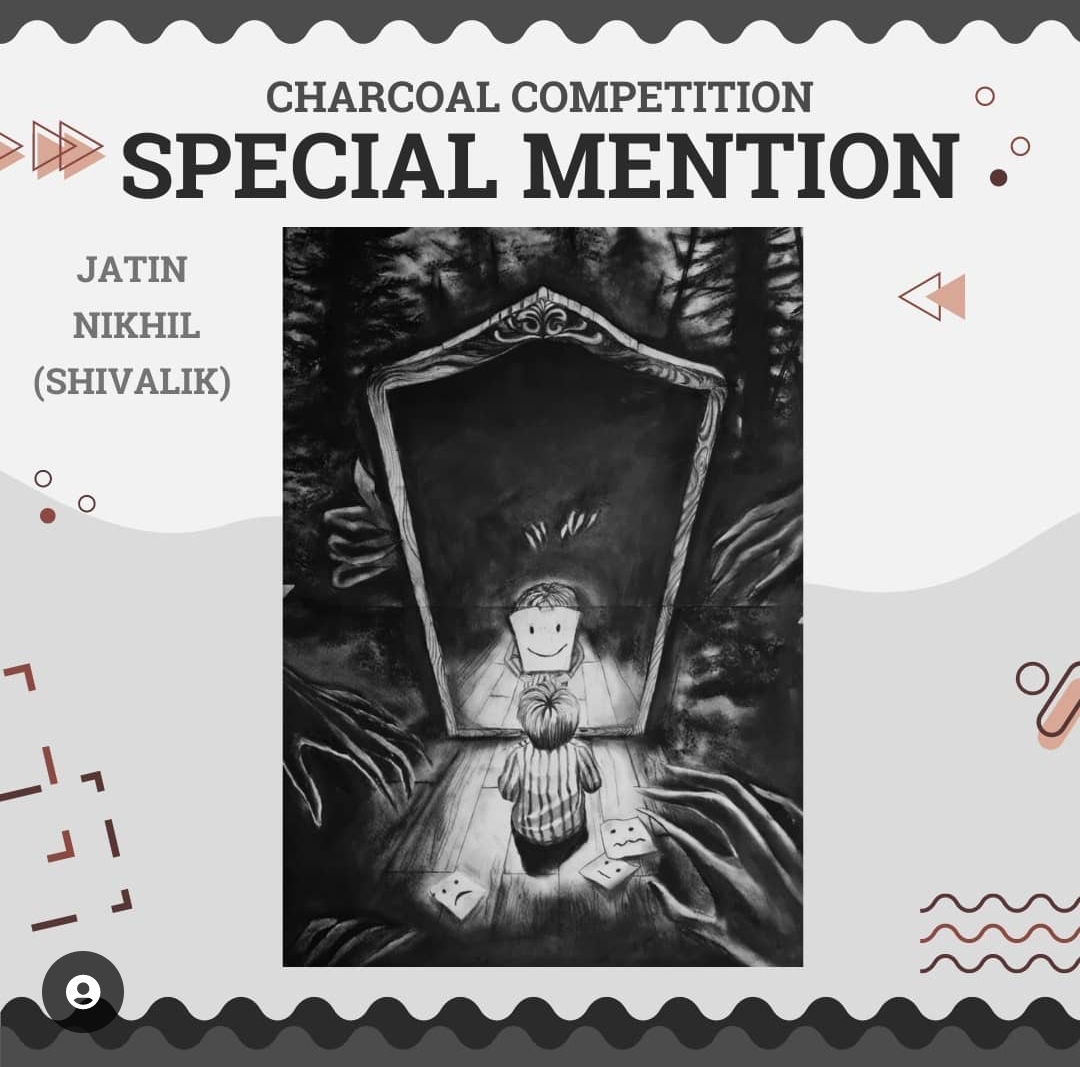 CHARCOAL COMPETITION
SPECIAL MENTION
JATIN
NIKHIL
(SHIVALIK)